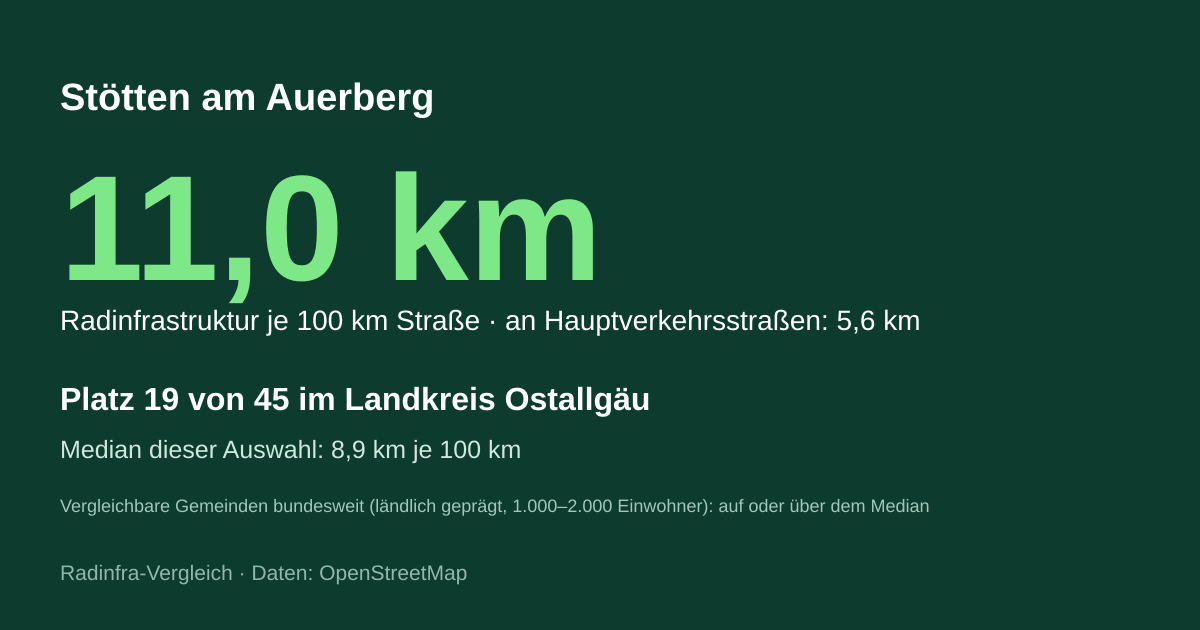 Stötten am Auerberg
11,0 km
Radinfrastruktur je 100 km Straße · an Hauptverkehrsstraßen: 5,6 km
Platz 19 von 45 im Landkreis Ostallgäu
Median dieser Auswahl: 8,9 km je 100 km
Vergleichbare Gemeinden bundesweit (ländlich geprägt, 1.000–2.000 Einwohner): auf oder über dem Median
Radinfra-Vergleich · Daten: OpenStreetMap